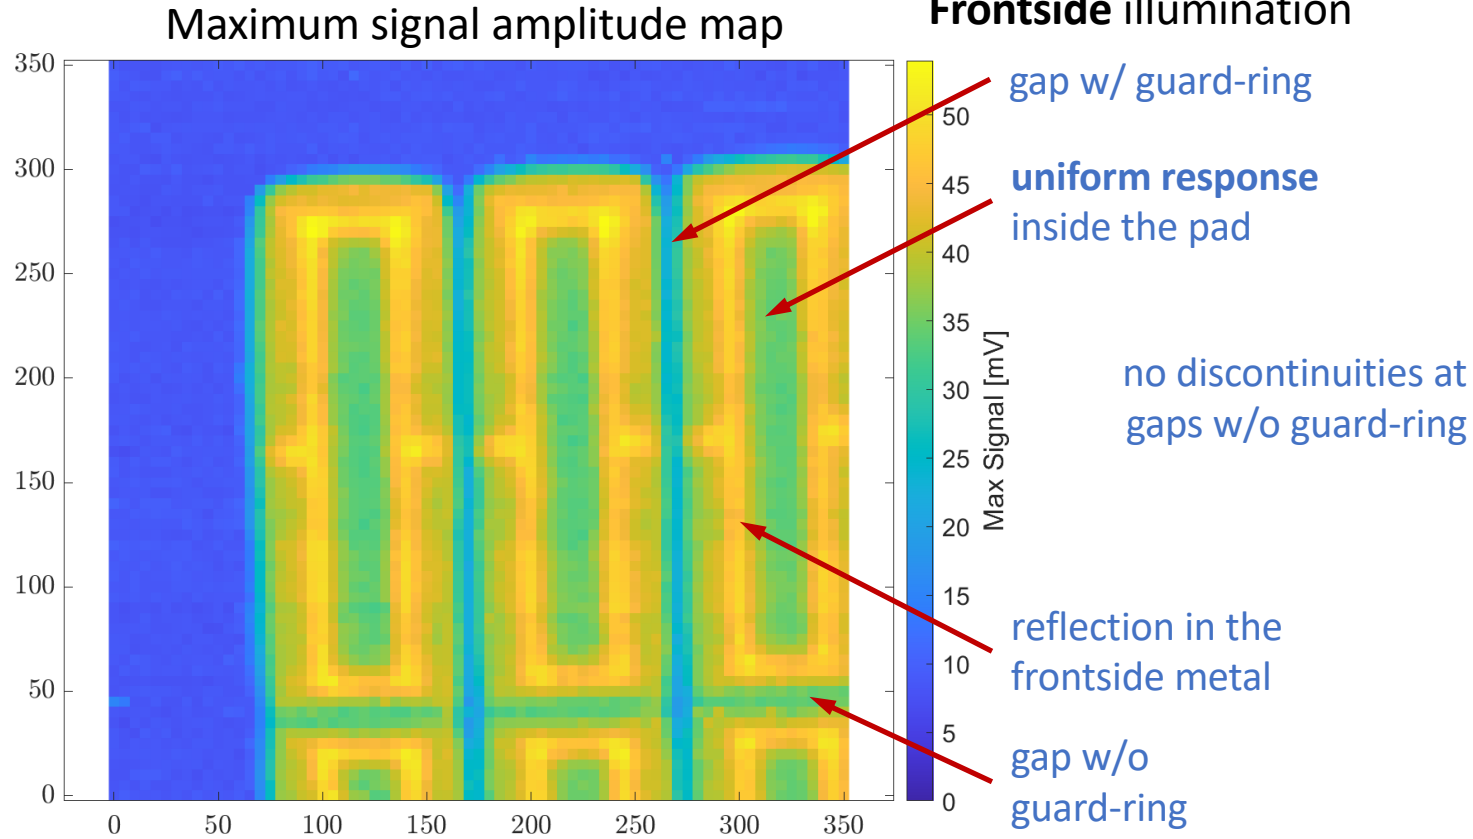 Maximum signal amplitude map
Frontside illumination
350
300
250
200
150
100
50
0
0
50
100
150
200
250
300
350
50
45
40
35
30
25
20
15
10
5
0
Max Signal [mV]
gap w/ guard-ring
uniform response
inside the pad
no discontinuities at
gaps w/o guard-ring
reflection in the
frontside metal
gap w/o
guard-ring